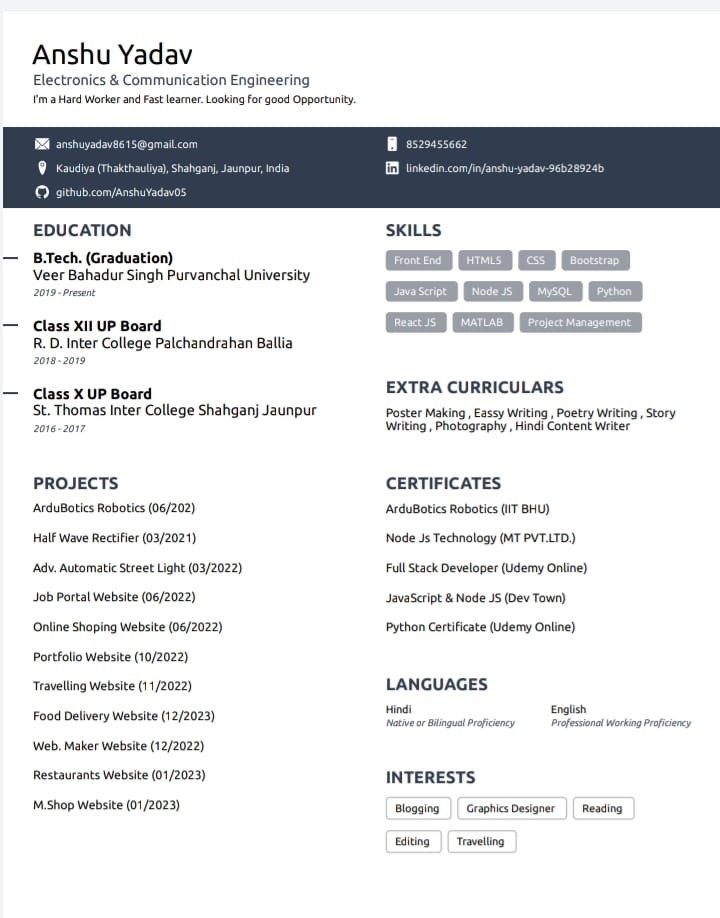 Anshu Yadav
Electronics & Communication Engineering
I'm a Hard Worker and Fast learner. Looking for good Opportunity.
anshuyadav8615@gmail.com
8529455662
Kaudiya (Thakthauliya), Shahganj, Jaunpur, India
linkedin.com/in/anshu-yadav-96b28924b
github.com/AnshuYadav05
EDUCATION
B.Tech. (Graduation)
Veer Bahadur Singh Purvanchal University
2019 - Present
Class XII UP Board
R. D. Inter College Palchandrahan Ballia
2018 - 2019
Class X UP Board
St. Thomas Inter College Shahganj Jaunpur
2016 - 2017
PROJECTS
ArduBotics Robotics (06/202)
Half Wave Rectifier (03/2021)
Adv. Automatic Street Light (03/2022)
Job Portal Website (06/2022)
Online Shoping Website (06/2022)
Portfolio Website (10/2022)
Travelling Website (11/2022)
Food Delivery Website (12/2023)
Web. Maker Website (12/2022)
Restaurants Website (01/2023)
M.Shop Website (01/2023)
SKILLS
Front End HTML5 CSS Bootstrap
Java Script Node JS MySQL Python
React JS MATLAB Project Management
EXTRA CURRICULARS
Poster Making , Eassy Writing , Poetry Writing , Story
Writing , Photography , Hindi Content Writer
CERTIFICATES
ArduBotics Robotics (IIT BHU)
Node Js Technology (MT PVT.LTD.)
Full Stack Developer (Udemy Online)
JavaScript & Node JS (Dev Town)
Python Certificate (Udemy Online)
LANGUAGES
Hindi English
Native or Bilingual Proficiency Professional Working Proficiency
INTERESTS
Blogging Graphics Designer Reading
Editing Travelling